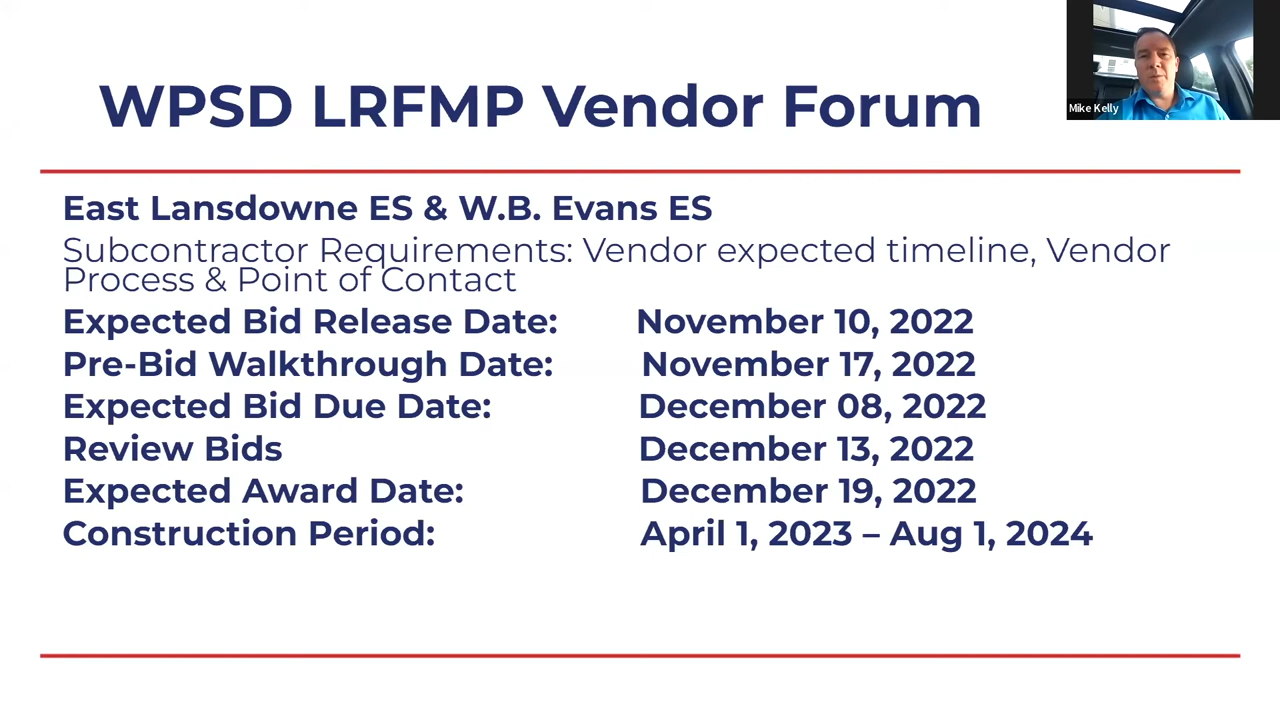 WPSD LRFMP Vendor Forum
Mike Kelly
East Lansdowne ES & W.B. Evans ES
Subcontractor Requirements: Vendor expected timeline, Vendor
Process & Point of Contact
Expected Bid Release Date: November 10, 2022
Pre-Bid Walkthrough Date: November 17, 2022
Expected Bid Due Date: December 08, 2022
Review Bids December 13, 2022
Expected Award Date: December 19, 2022
Construction Period: April 1, 2023 – Aug 1, 2024